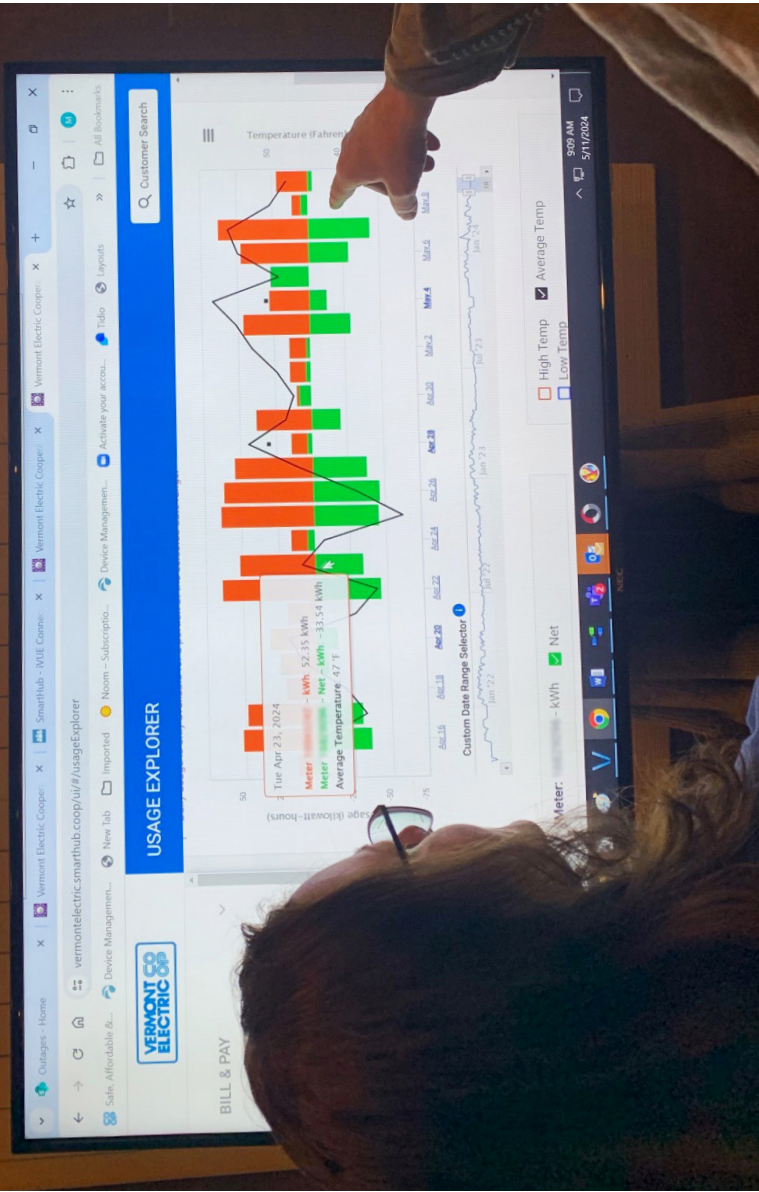 Outages - Home
Vermont Electric Cooper
SmartHub - iVUE Conne
Vermont Electric Cooper
Vermont Electric Cooper
vermontelectric.smarthub.coop/ui/#/usageExplorer
M
Safe, Affordable &...
Device Managemen...
New Tab
Imported
Noom – Subscriptio...
Device Managemen...
Activate your accou...
Tidio
Layouts
»
All Bookmarks
VERMONT
ELECTRIC
CO
OP
USAGE EXPLORER
Customer Search
BILL & PAY
Temperature (Fahren
50
40
50
50
75
Tue Apr 23, 2024
Meter - kWh: 52.35 kWh
Meter - Net - kWh: -33.54 kWh
Average Temperature: 47 °F
Apr 16
Apr 18
Apr 20
Apr 22
Apr 24
Apr 26
Apr 28
Apr 30
May 2
May 4
May 6
May 8
Custom Date Range Selector
Jan '22
Jul '22
Jan '23
Jul '23
Jan '24
Meter:
- kWh
Net
High Temp
Average Temp
Low Temp
9:09 AM
5/11/2024
NEC